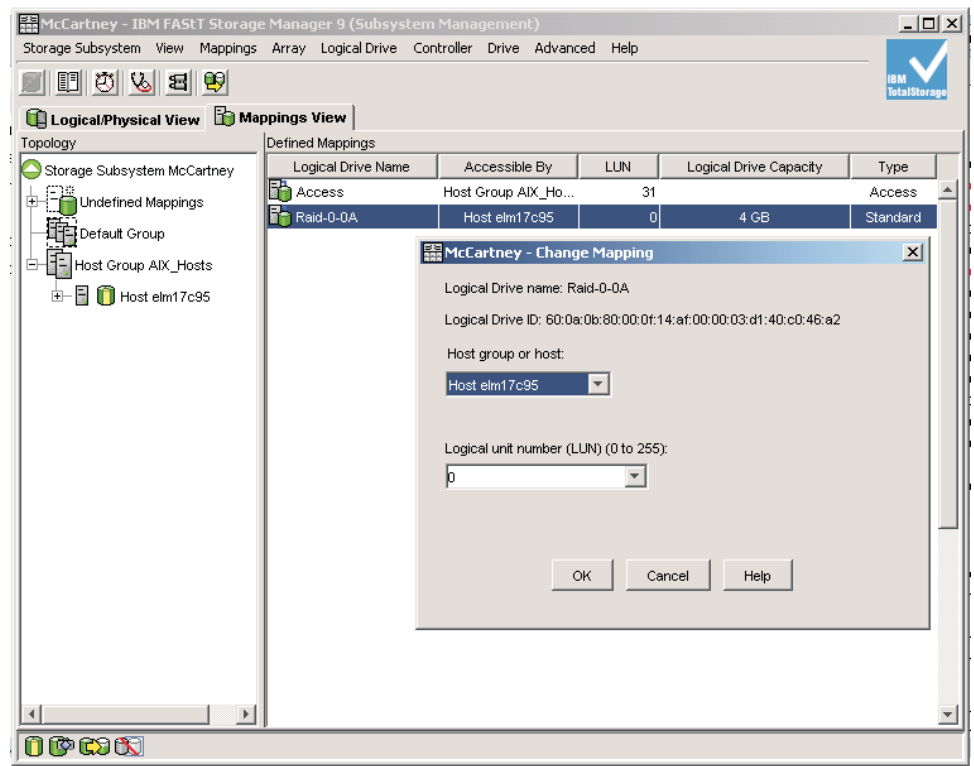 McCartney - IBM FAStT Storage Manager 9 (Subsystem Management)
Storage Subsystem View Mappings Array Logical Drive Controller Drive Advanced Help
IBM
TotalStorage
Logical/Physical View Mappings View
Topology
Storage Subsystem McCartney
Undefined Mappings
Default Group
Host Group AIX_Hosts
Host elm17c95
Defined Mappings
Logical Drive Name Accessible By LUN Logical Drive Capacity Type
Access Host Group AIX_Ho... 31 Access
Raid-0-0A Host elm17c95 0 4 GB Standard
McCartney - Change Mapping
Logical Drive name: Raid-0-0A
Logical Drive ID: 60:0a:0b:80:00:0f:14:af:00:00:03:d1:40:c0:46:a2
Host group or host:
Host elm17c95
Logical unit number (LUN) (0 to 255):
0
OK Cancel Help